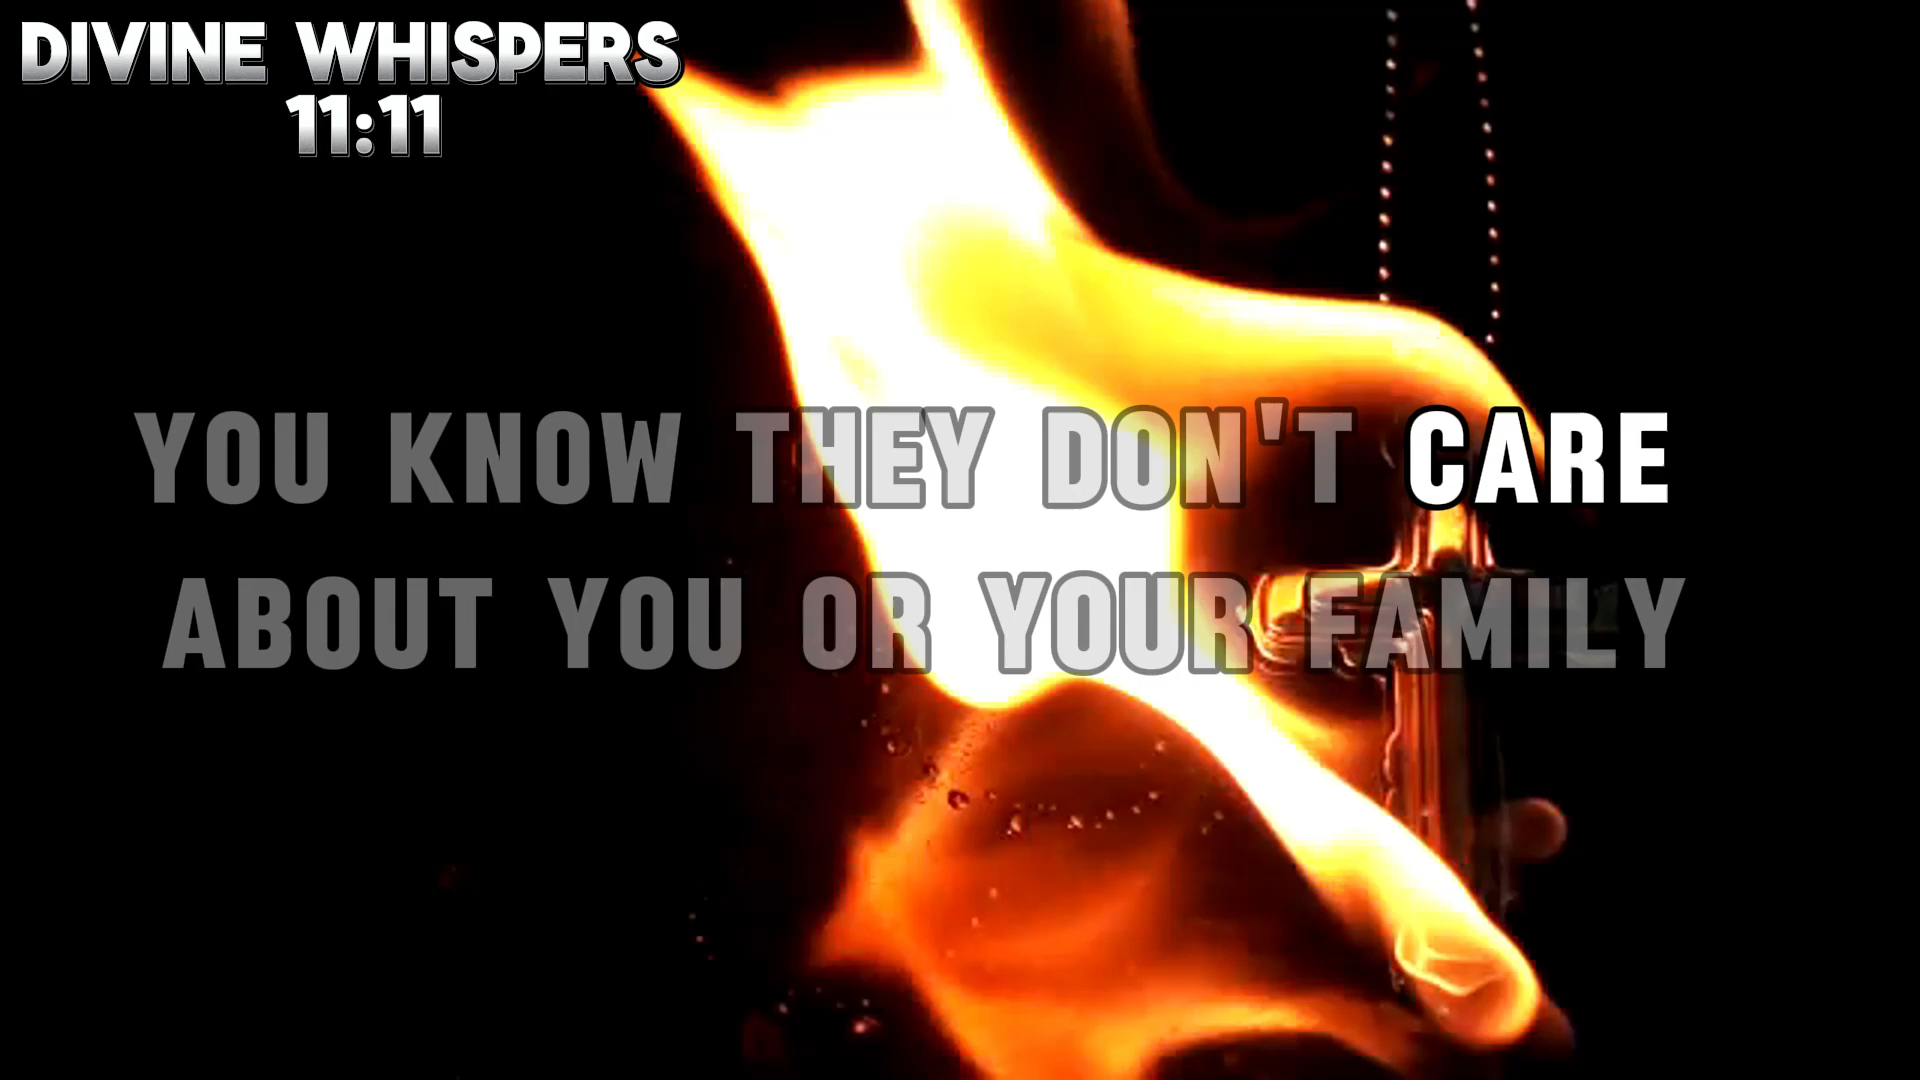 DIVINE WHISPERS
11:11
YOU KNOW THEY DON'T CARE
ABOUT YOU OR YOUR FAMILY